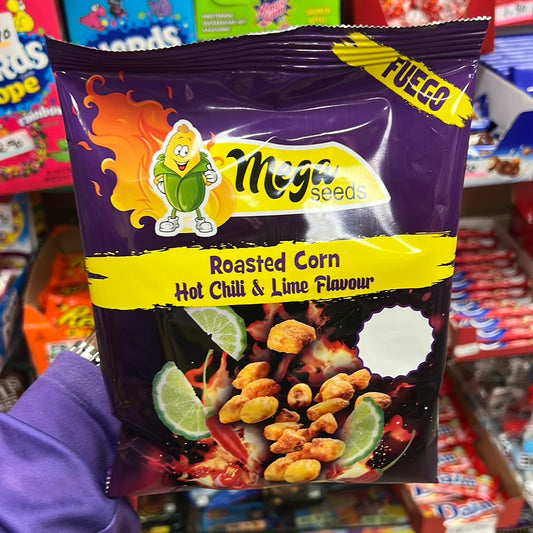 FUEGO
Mega
seeds
Roasted Corn
Hot Chili & Lime Flavour